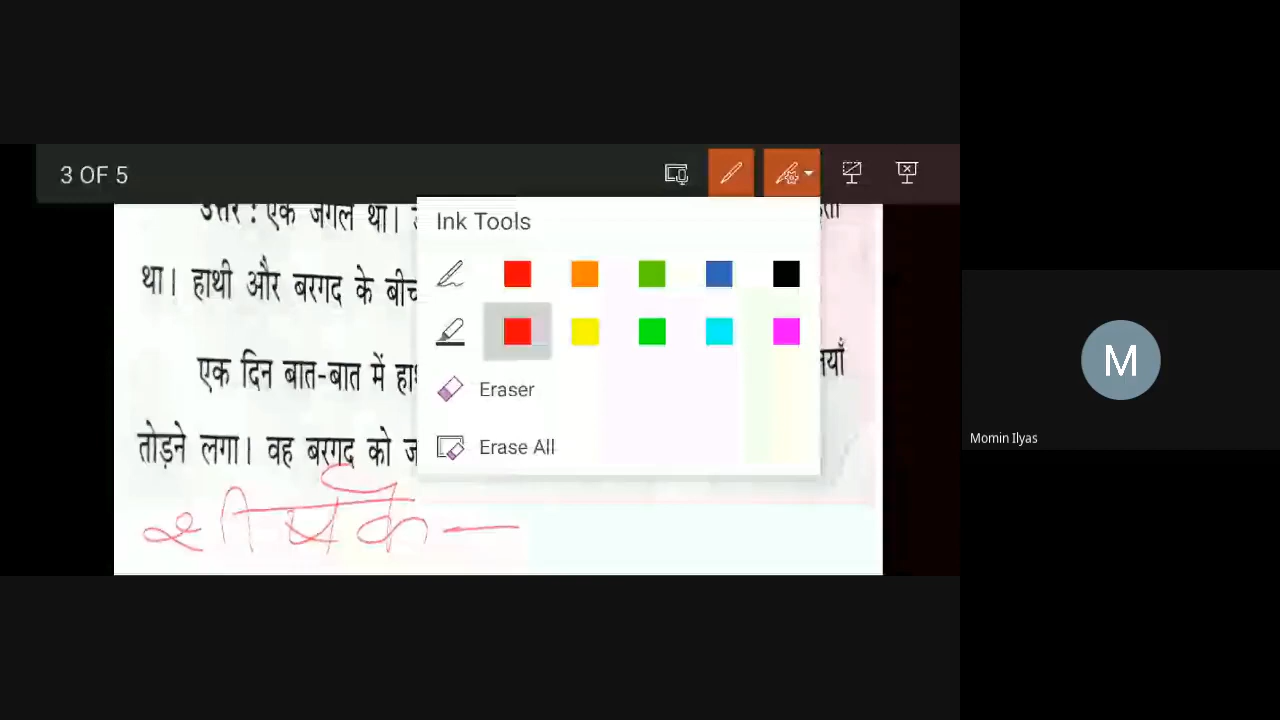 3 OF 5
Ink Tools
Eraser
Erase All
उत्तर : एक जंगल था।
था। हाथी और बरगद के बीच
एक दिन बात-बात में
तोड़ने लगा। वह बरगद को
शीर्षक —
M
Momin Ilyas